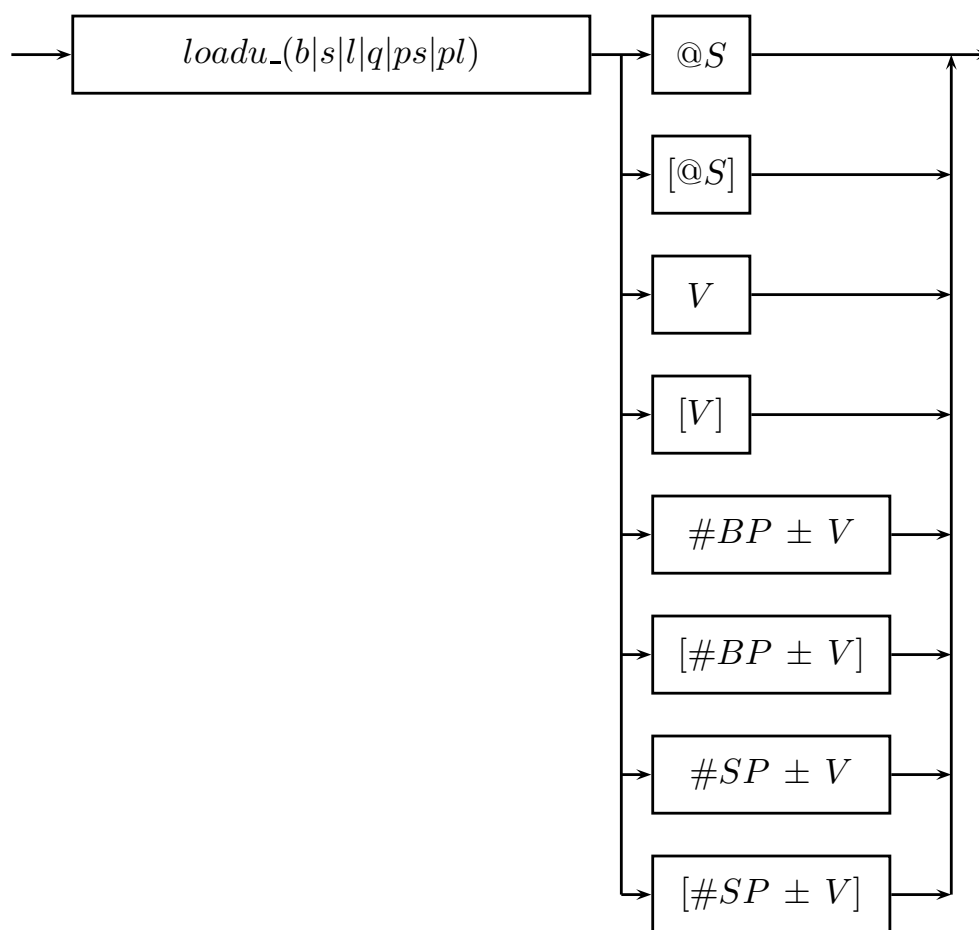 loadu_(b|s|l|q|ps|pl)
@S
[@S]
V
[V]
#BP ± V
[#BP ± V]
#SP ± V
[#SP ± V]